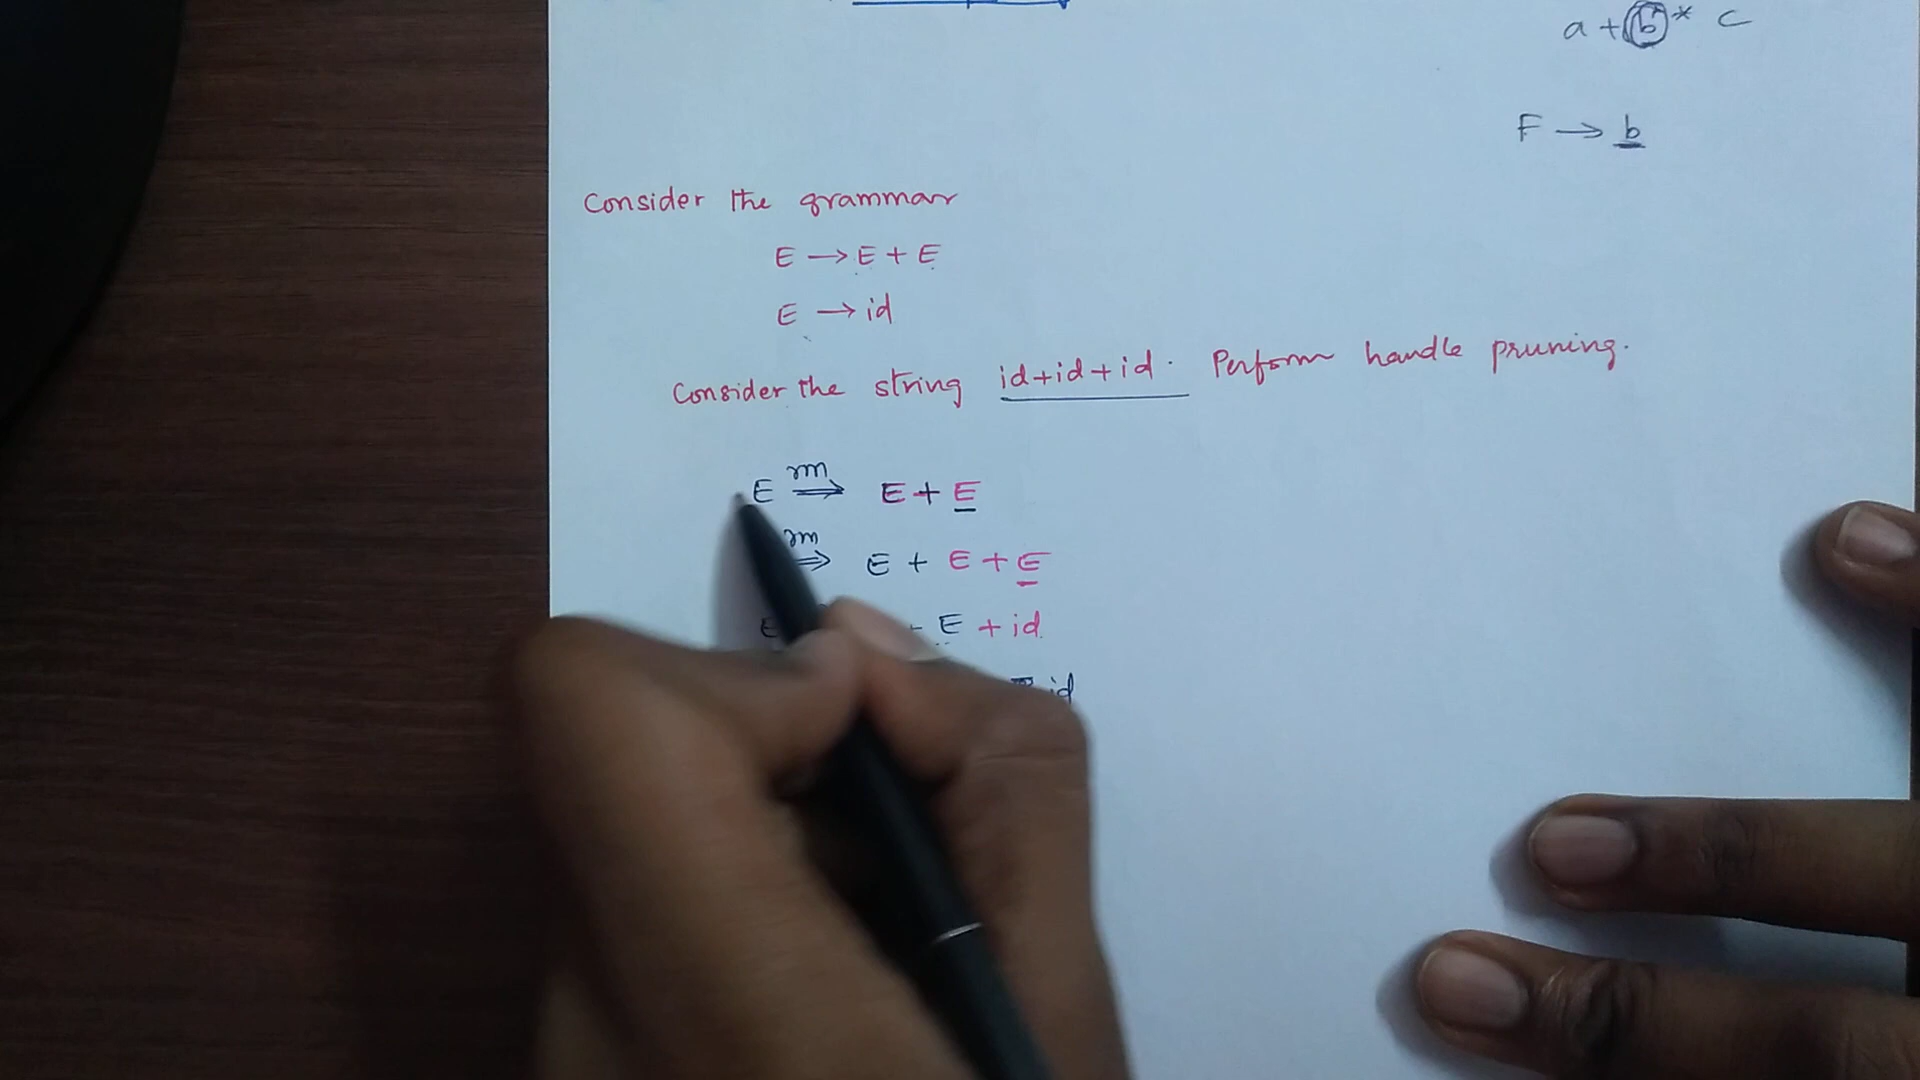 a + b * c
F → b
Consider the grammar
E → E + E
E → id
Consider the string id+id+id. Perform handle pruning.
E rm⇒ E + E
rm⇒ E + E + E
E + E + id
id